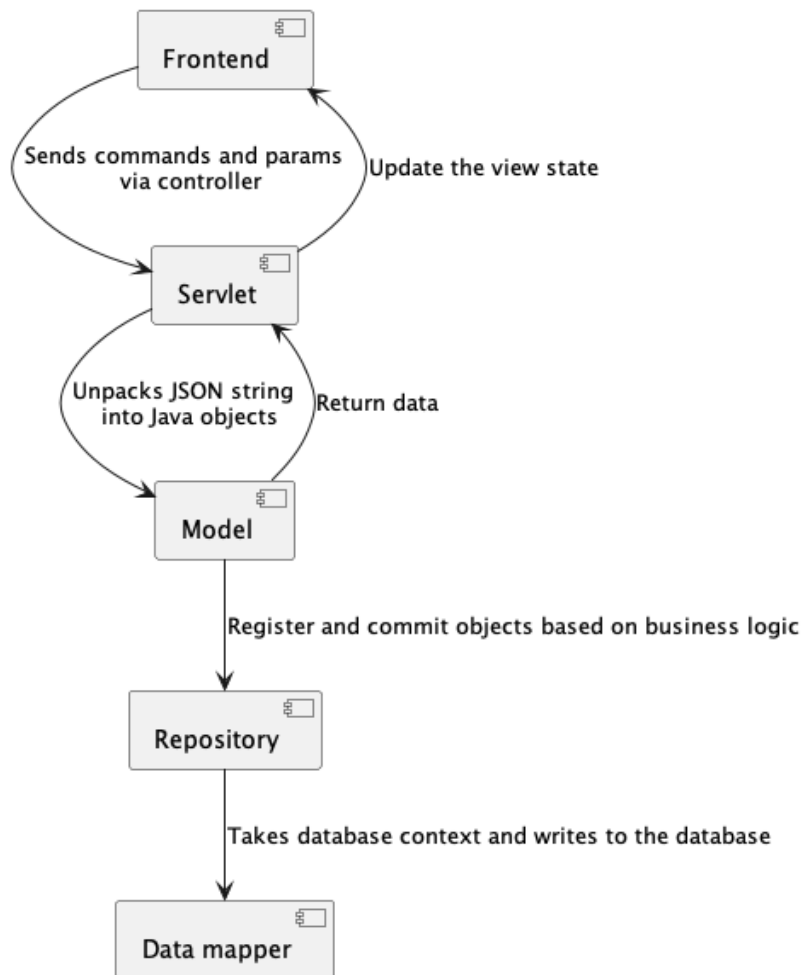 Frontend
Sends commands and params
via controller
Update the view state
Servlet
Unpacks JSON string
into Java objects
Return data
Model
Register and commit objects based on business logic
Repository
Takes database context and writes to the database
Data mapper